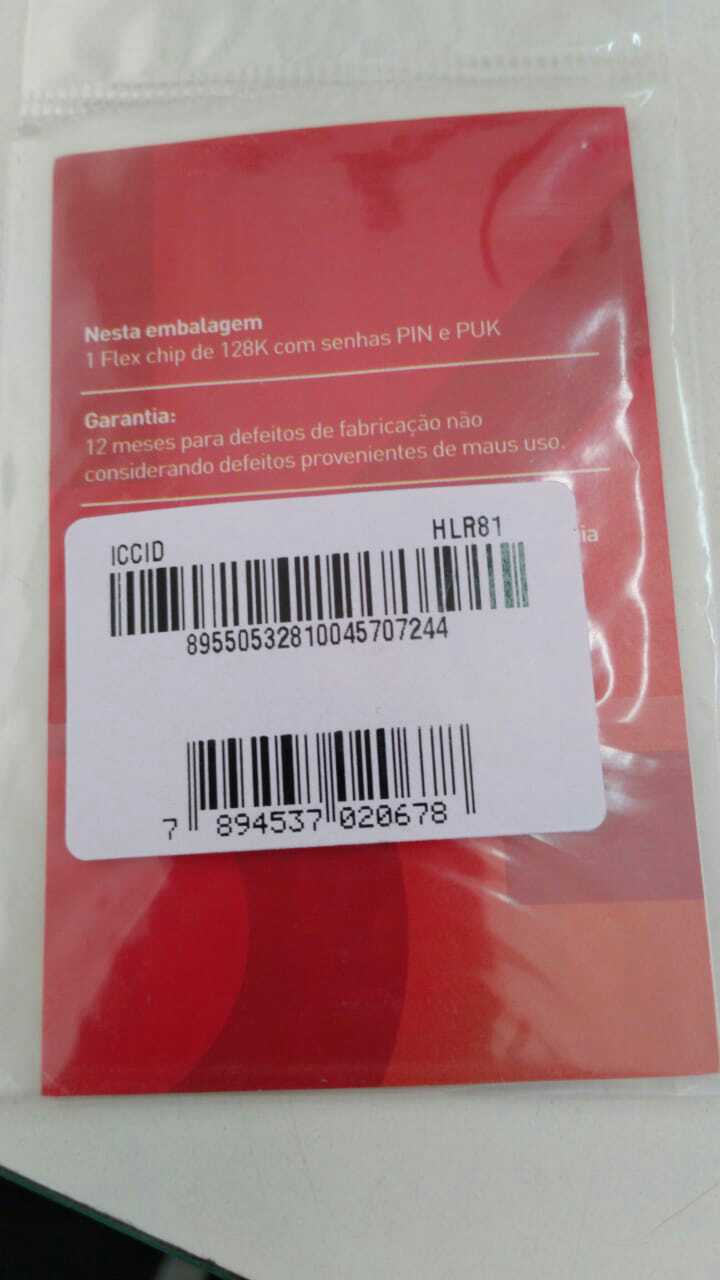 Nesta embalagem
1 Flex chip de 128K com senhas PIN e PUK
Garantia:
12 meses para defeitos de fabricação não
considerando defeitos provenientes de maus uso.
ICCID HLR81
89550532810045707244
7 894537 020678